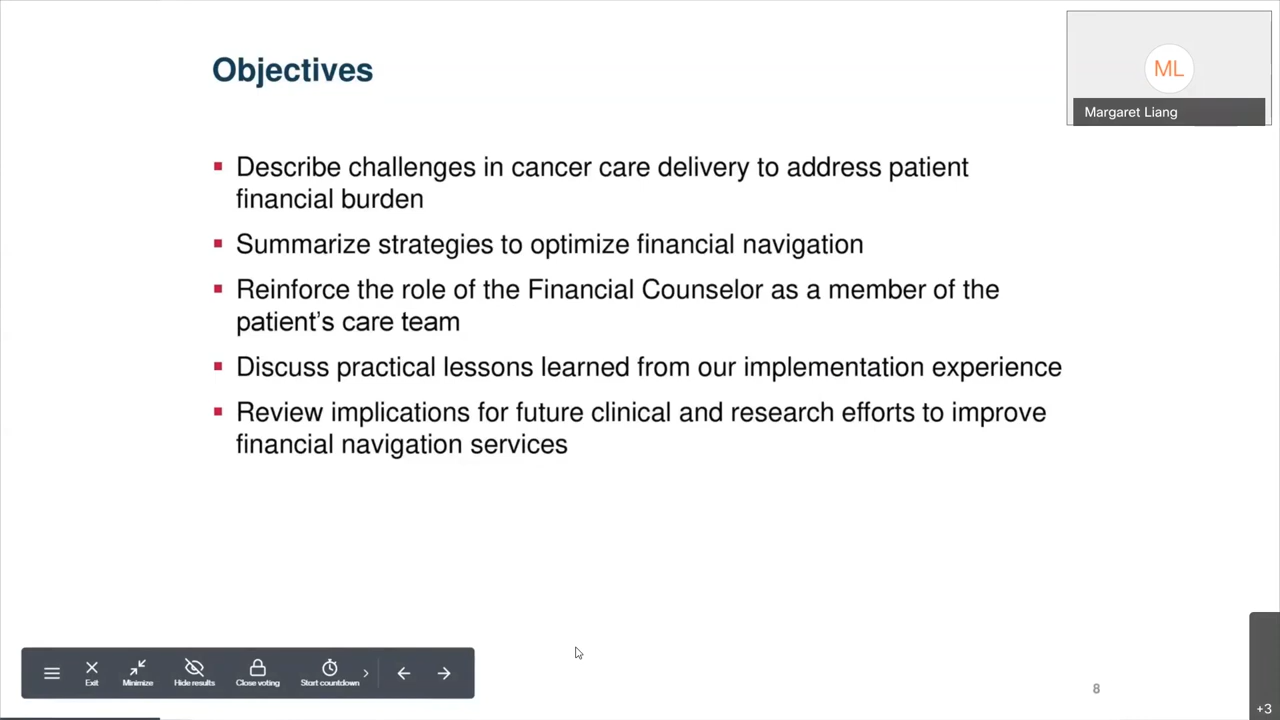 Objectives
ML
Margaret Liang
▪ Describe challenges in cancer care delivery to address patient
financial burden
▪ Summarize strategies to optimize financial navigation
▪ Reinforce the role of the Financial Counselor as a member of the
patient’s care team
▪ Discuss practical lessons learned from our implementation experience
▪ Review implications for future clinical and research efforts to improve
financial navigation services
Exit
Minimize
Hide results
Close voting
Start countdown
8
+3